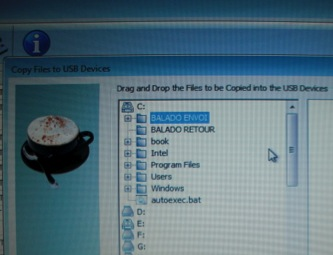 Copy Files to USB Devices
Drag and Drop the Files to be Copied into the USB Devices
C:
BALADO ENVOI
BALADO RETOUR
book
Intel
Program Files
Users
Windows
autoexec.bat
D:
E:
F:
G: